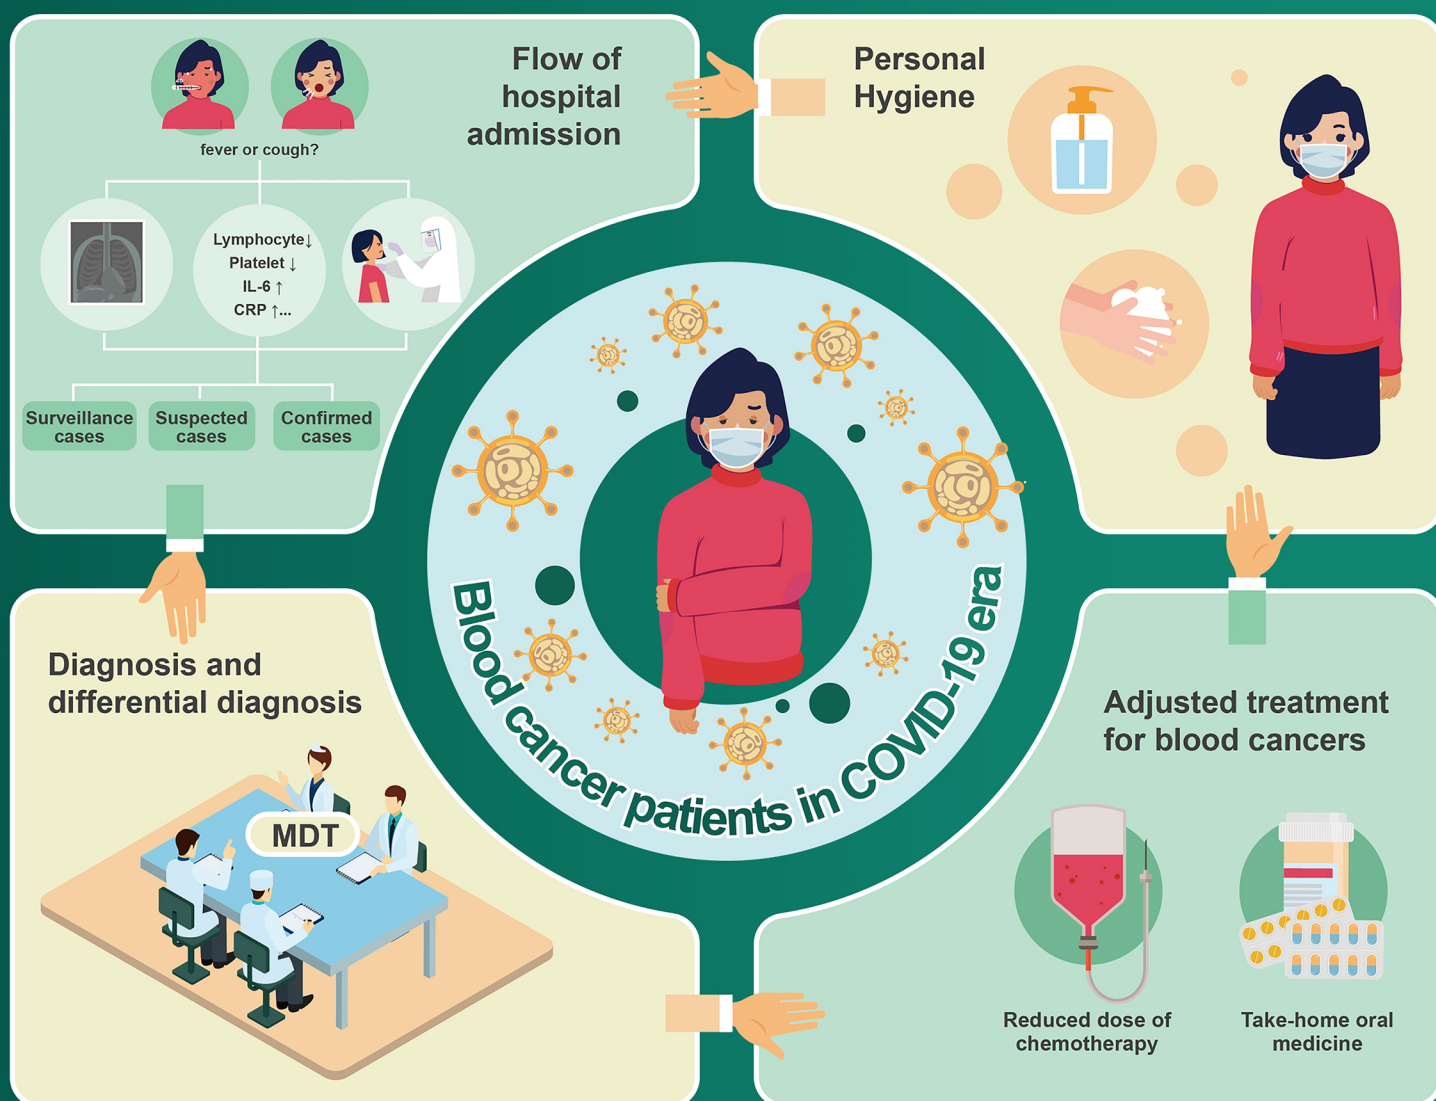 Flow of
hospital
admission
fever or cough?
Lymphocyte↓
Platelet ↓
IL-6 ↑
CRP ↑...
Surveillance
cases
Suspected
cases
Confirmed
cases
Personal
Hygiene
Blood cancer patients in COVID-19 era
Diagnosis and
differential diagnosis
MDT
Adjusted treatment
for blood cancers
Reduced dose of
chemotherapy
Take-home oral
medicine